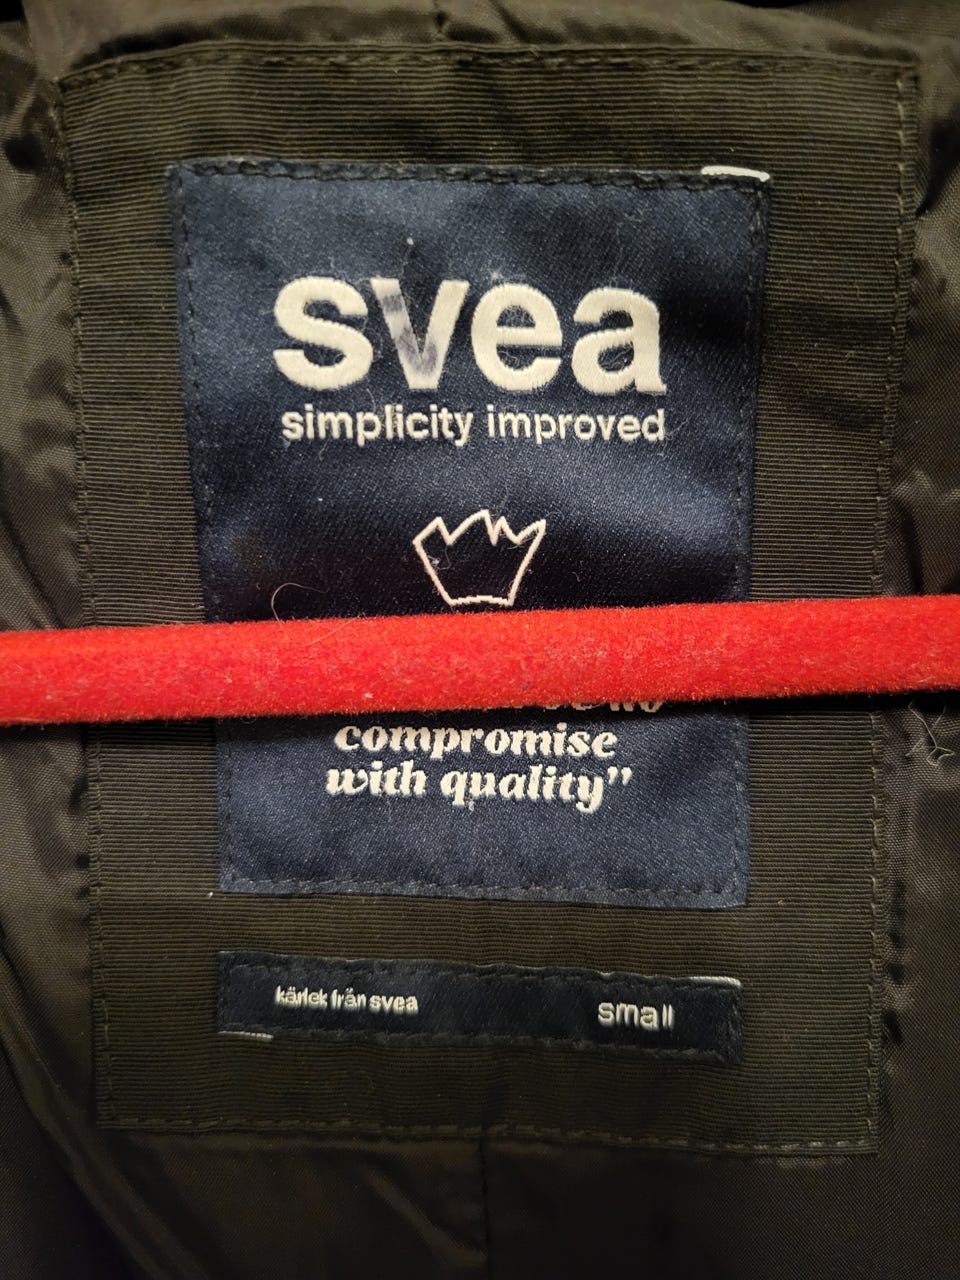 svea
simplicity improved
compromise
with quality”
kärlek från svea
small